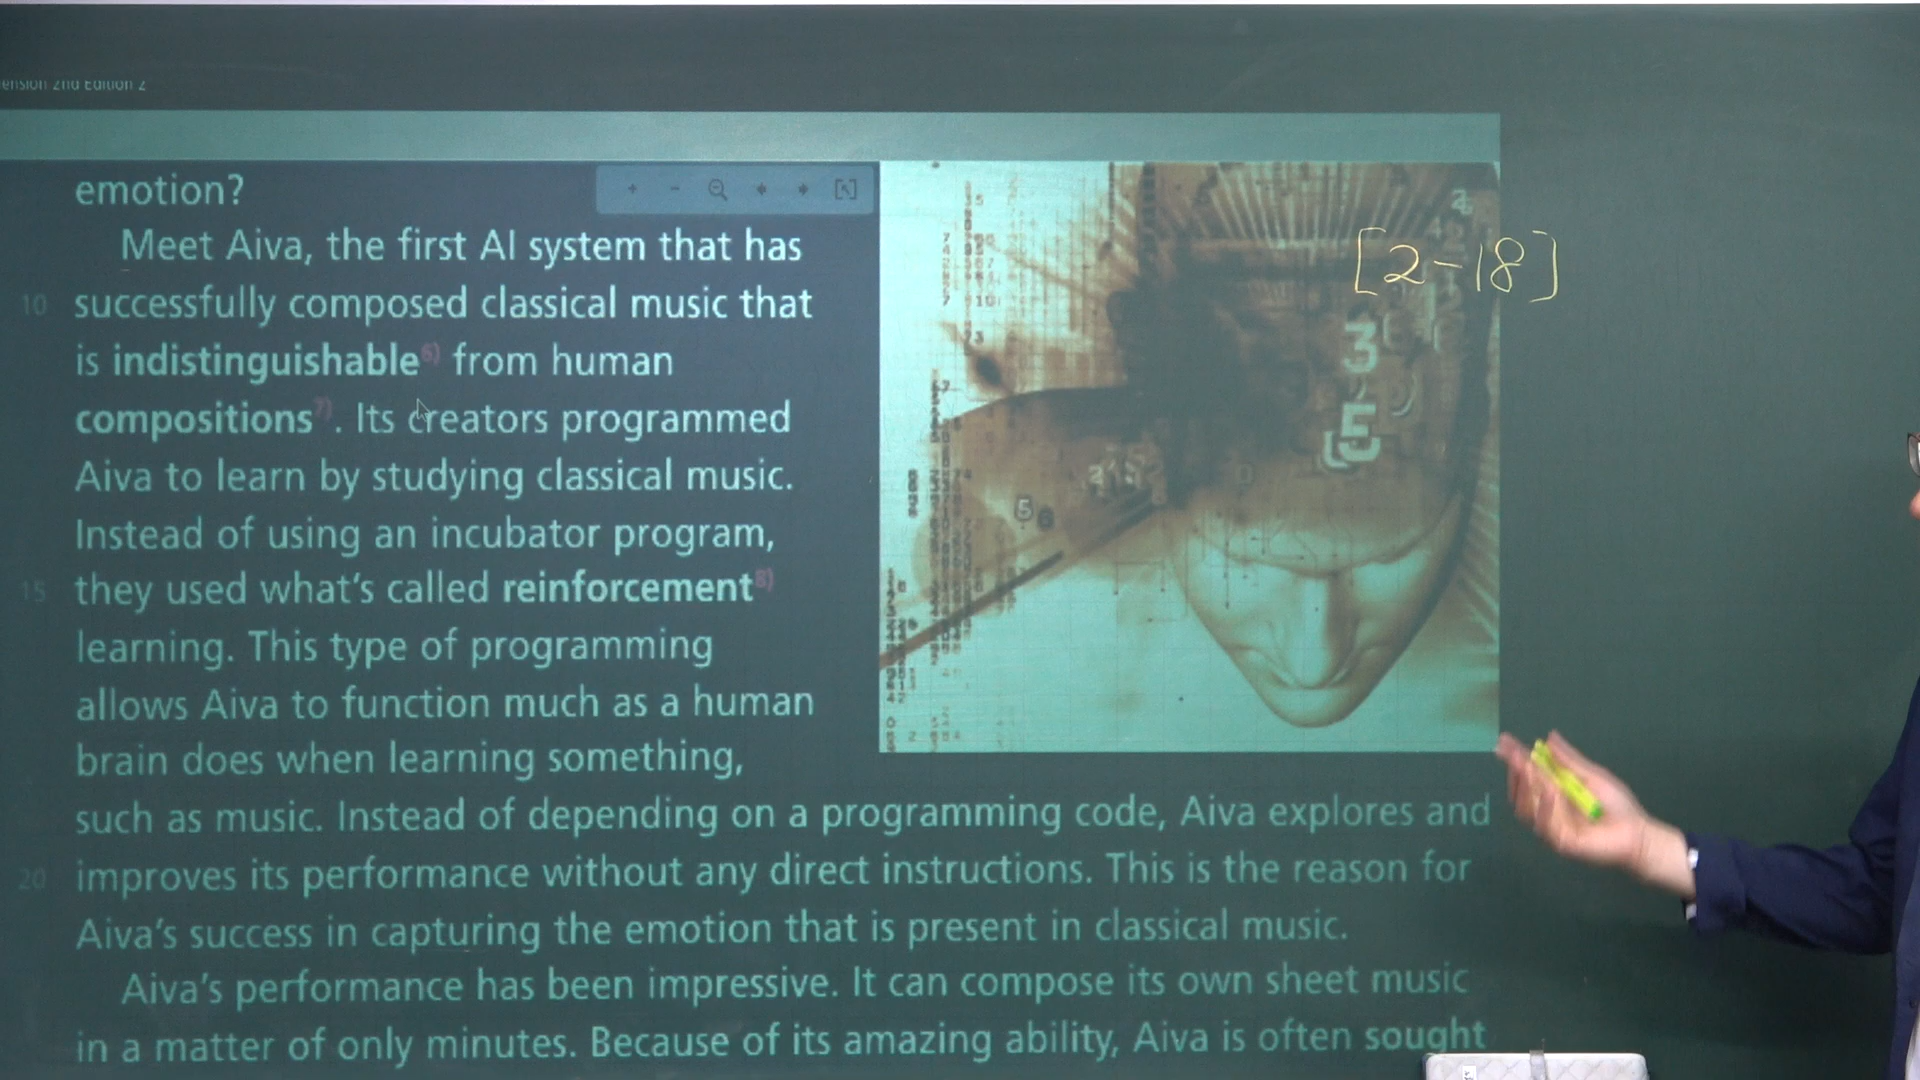 ension 2nd Edition 2
emotion?
Meet Aiva, the first AI system that has
[2-18]
10 successfully composed classical music that
is indistinguishable6) from human
compositions7). Its creators programmed
Aiva to learn by studying classical music.
Instead of using an incubator program,
15 they used what's called reinforcement8)
learning. This type of programming
allows Aiva to function much as a human
brain does when learning something,
such as music. Instead of depending on a programming code, Aiva explores and
20 improves its performance without any direct instructions. This is the reason for
Aiva's success in capturing the emotion that is present in classical music.
Aiva's performance has been impressive. It can compose its own sheet music
in a matter of only minutes. Because of its amazing ability, Aiva is often sought
3
5